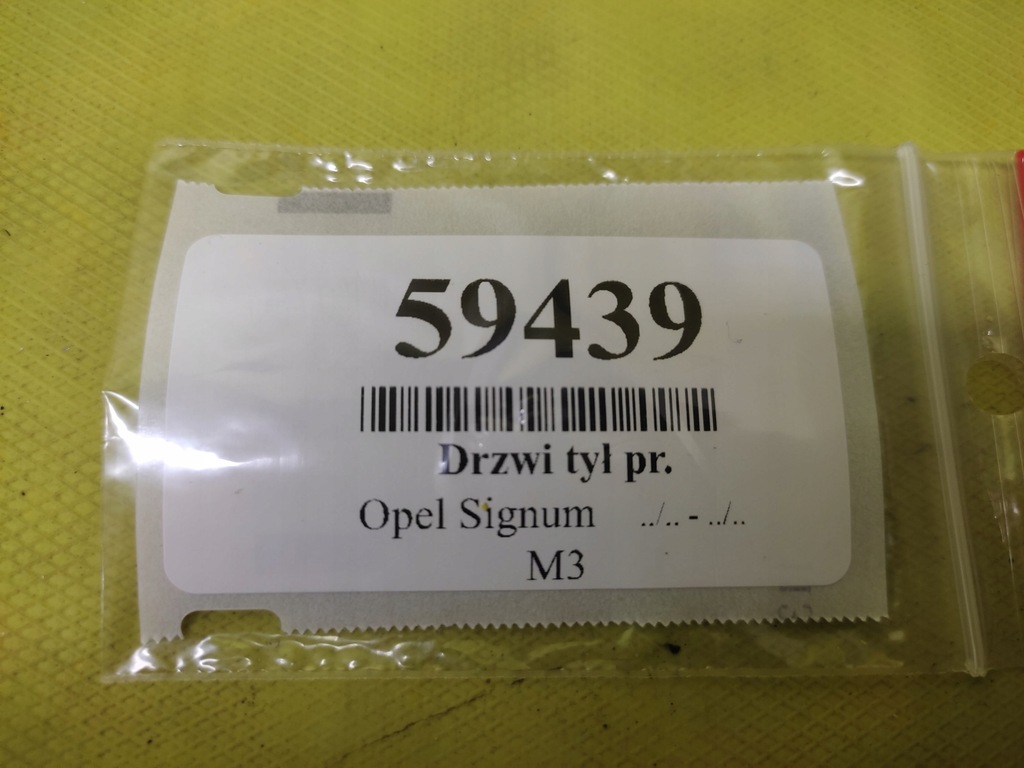 59439
Drzwi tył pr.
Opel Signum ../.. - ../..
M3